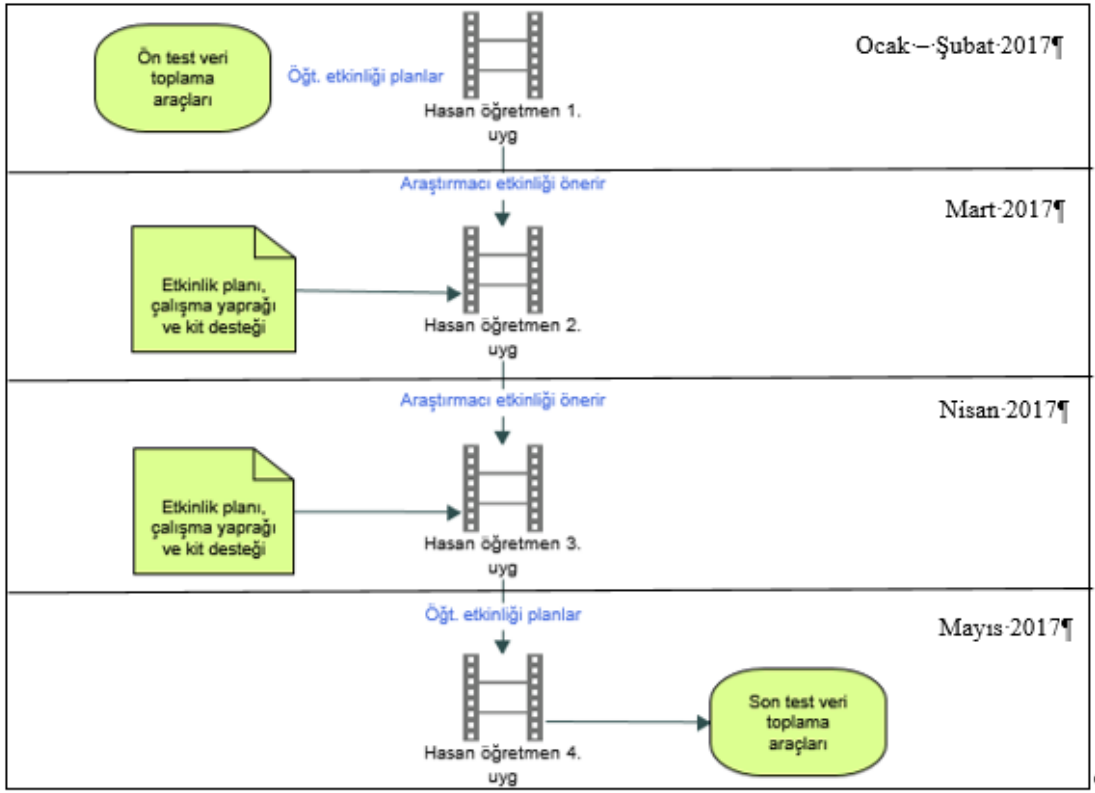 Ocak – Şubat 2017¶
Ön test veri
toplama
araçları
Öğt. etkinliği planlar
Hasan öğretmen 1.
uyg
Araştırmacı etkinliği önerir
Mart 2017¶
Etkinlik planı,
çalışma yaprağı
ve kit desteği
Hasan öğretmen 2.
uyg
Araştırmacı etkinliği önerir
Nisan 2017¶
Etkinlik planı,
çalışma yaprağı
ve kit desteği
Hasan öğretmen 3.
uyg
Öğt. etkinliği planlar
Mayıs 2017¶
Hasan öğretmen 4.
uyg
Son test veri
toplama
araçları